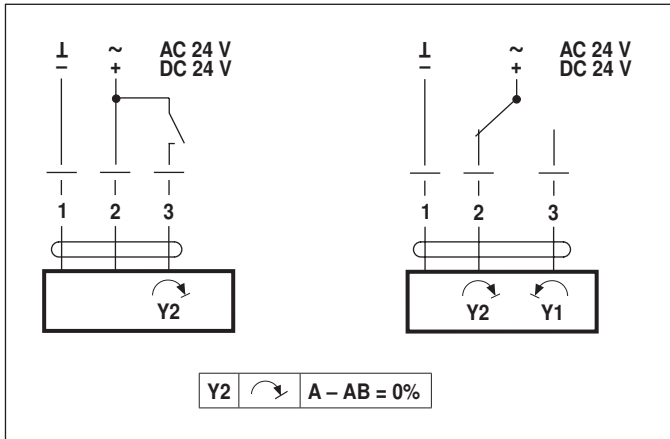 ⊥ ~ AC 24 V
– + DC 24 V
1 2 3
Y2
⊥ ~ AC 24 V
– + DC 24 V
1 2 3
Y2 Y1
Y2 A – AB = 0%